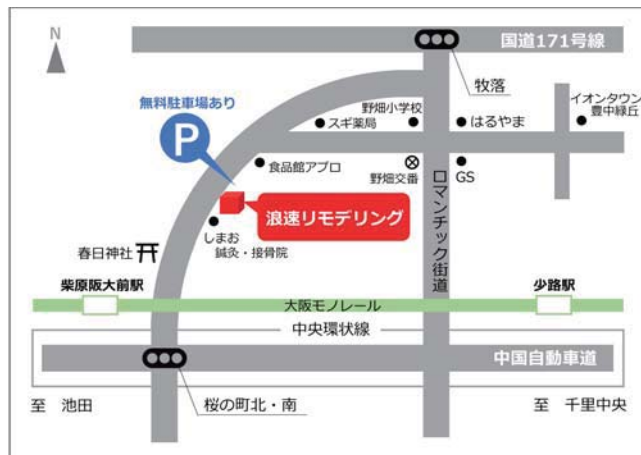 N
国道171号線
牧落
無料駐車場あり
P
スギ薬局
野畑小学校
はるやま
イオンタウン
豊中緑丘
食品館アプロ
野畑交番
GS
浪速リモデリング
ロマンチック街道
しまお
鍼灸・接骨院
春日神社
柴原阪大前駅
大阪モノレール
少路駅
中央環状線
中国自動車道
至 池田
桜の町北・南
至 千里中央